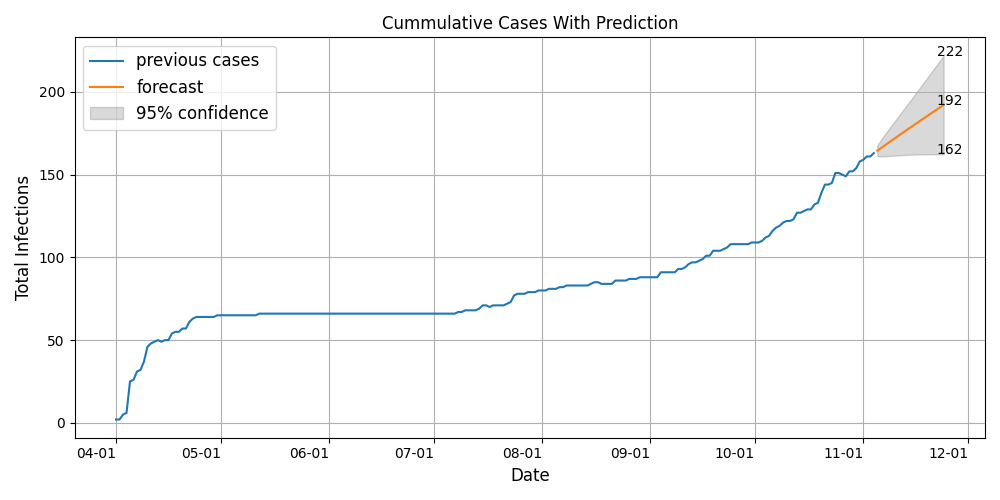 Cummulative Cases With Prediction
previous cases
forecast
95% confidence
222
192
162
Total Infections
200
150
100
50
0
04-01
05-01
06-01
07-01
08-01
09-01
10-01
11-01
12-01
Date